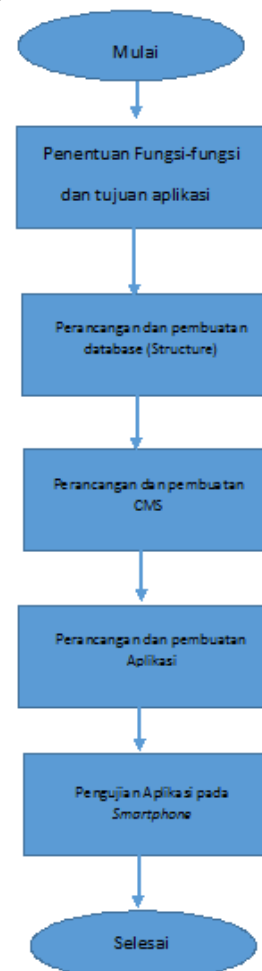 Mulai
Penentuan Fungsi-fungsi
dan tujuan aplikasi
Perancangan dan pembuatan
database (Structure)
Perancangan dan pembuatan
CMS
Perancangan dan pembuatan
Aplikasi
Pengujian Aplikasi pada
Smartphone
Selesai